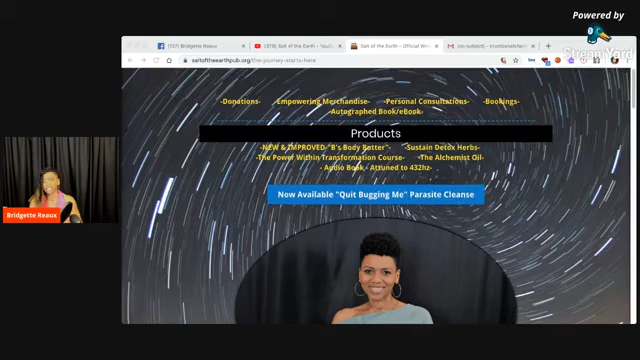 Powered by
StreamYard
(137) Bridgette Reaux
(379) Salt of the Earth - YouT
Salt of the Earth – Official We
saltoftheearthpub.org/the-journey-starts-here
-Donations- -Empowering Merchandise- -Personal Consultations- -Bookings-
-Autographed Book/eBook-
Products
-NEW & IMPROVED-"B's Body Butter"- -Sustain Detox Herbs-
-The Power Within Transformation Course- -The Alchemist Oil-
- Audio Book - Attuned to 432hz-
Now Available "Quit Bugging Me" Parasite Cleanse
Bridgette Reaux